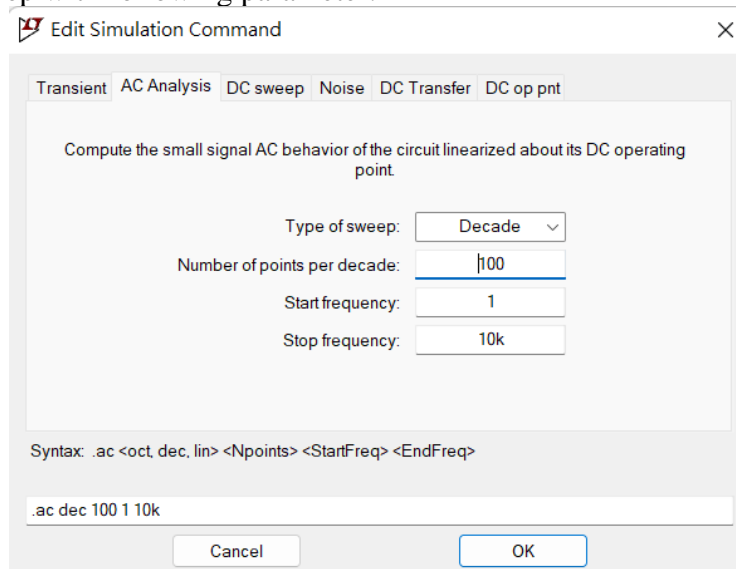 Edit Simulation Command
Transient AC Analysis DC sweep Noise DC Transfer DC op pnt
Compute the small signal AC behavior of the circuit linearized about its DC operating
point.
Type of sweep: Decade
Number of points per decade: 100
Start frequency: 1
Stop frequency: 10k
Syntax: .ac <oct, dec, lin> <Npoints> <StartFreq> <EndFreq>
.ac dec 100 1 10k
Cancel OK